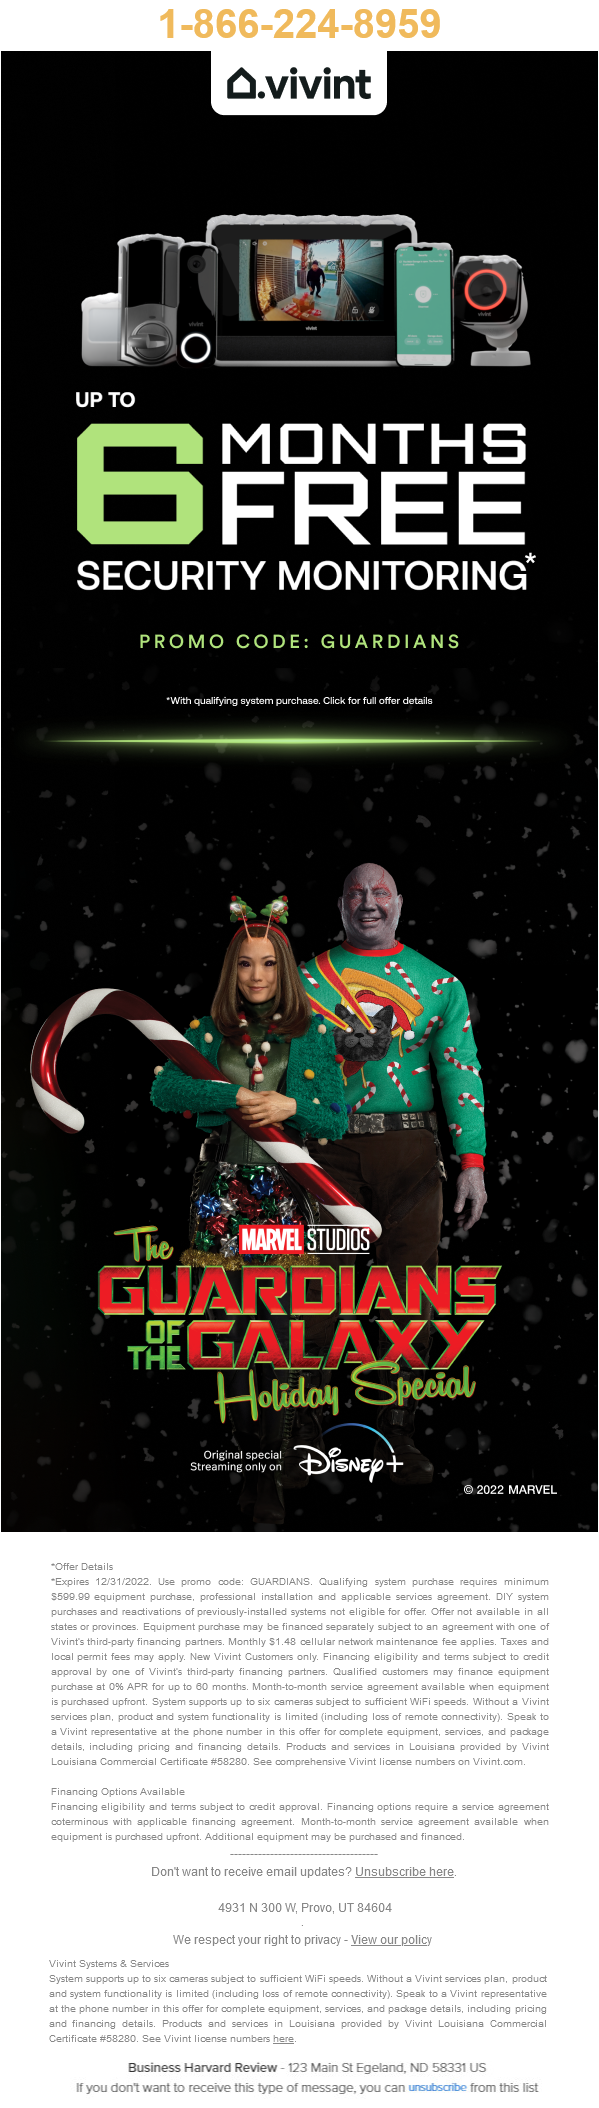 1-866-224-8959
vivint
vivint
vivint
vivint
UP TO
6 MONTHS
FREE
SECURITY MONITORING*
PROMO CODE: GUARDIANS
*With qualifying system purchase. Click for full offer details
MARVEL STUDIOS
The
GUARDIANS
OF THE GALAXY
Holiday Special
Original special
Streaming only on
Disney+
© 2022 MARVEL
*Offer Details
*Expires 12/31/2022. Use promo code: GUARDIANS. Qualifying system purchase requires minimum
$599.99 equipment purchase, professional installation and applicable services agreement. DIY system
purchases and reactivations of previously-installed systems not eligible for offer. Offer not available in all
states or provinces. Equipment purchase may be financed separately subject to an agreement with one of
Vivint's third-party financing partners. Monthly $1.48 cellular network maintenance fee applies. Taxes and
local permit fees may apply. New Vivint Customers only. Financing eligibility and terms subject to credit
approval by one of Vivint's third-party financing partners. Qualified customers may finance equipment
purchase at 0% APR for up to 60 months. Month-to-month service agreement available when equipment
is purchased upfront. System supports up to six cameras subject to sufficient WiFi speeds. Without a Vivint
services plan, product and system functionality is limited (including loss of remote connectivity). Speak to
a Vivint representative at the phone number in this offer for complete equipment, services, and package
details, including pricing and financing details. Products and services in Louisiana provided by Vivint
Louisiana Commercial Certificate #58280. See comprehensive Vivint license numbers on Vivint.com.
Financing Options Available
Financing eligibility and terms subject to credit approval. Financing options require a service agreement
coterminous with applicable financing agreement. Month-to-month service agreement available when
equipment is purchased upfront. Additional equipment may be purchased and financed.
-------------------------------------
Don't want to receive email updates? Unsubscribe here.
4931 N 300 W, Provo, UT 84604
.
We respect your right to privacy - View our policy
Vivint Systems & Services
System supports up to six cameras subject to sufficient WiFi speeds. Without a Vivint services plan, product
and system functionality is limited (including loss of remote connectivity). Speak to a Vivint representative
at the phone number in this offer for complete equipment, services, and package details, including pricing
and financing details. Products and services in Louisiana provided by Vivint Louisiana Commercial
Certificate #58280. See Vivint license numbers here.
Business Harvard Review - 123 Main St Egeland, ND 58331 US
If you don't want to receive this type of message, you can unsubscribe from this list